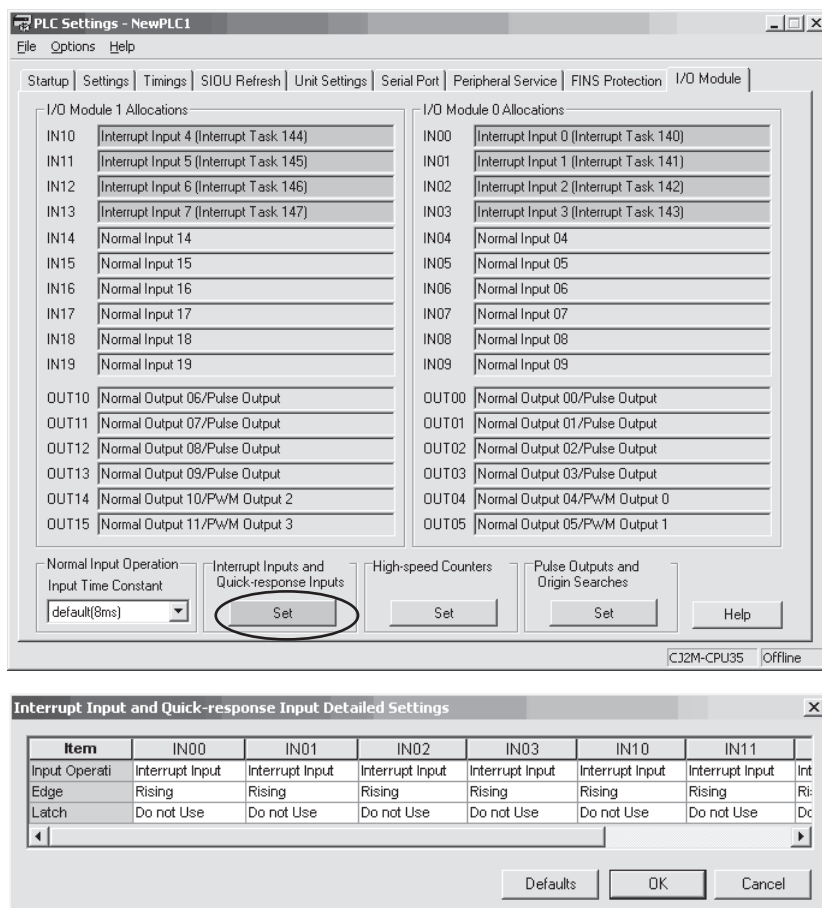 PLC Settings - NewPLC1
File Options Help
Startup Settings Timings SIOU Refresh Unit Settings Serial Port Peripheral Service FINS Protection I/O Module
I/O Module 1 Allocations
IN10 Interrupt Input 4 (Interrupt Task 144)
IN11 Interrupt Input 5 (Interrupt Task 145)
IN12 Interrupt Input 6 (Interrupt Task 146)
IN13 Interrupt Input 7 (Interrupt Task 147)
IN14 Normal Input 14
IN15 Normal Input 15
IN16 Normal Input 16
IN17 Normal Input 17
IN18 Normal Input 18
IN19 Normal Input 19
OUT10 Normal Output 06/Pulse Output
OUT11 Normal Output 07/Pulse Output
OUT12 Normal Output 08/Pulse Output
OUT13 Normal Output 09/Pulse Output
OUT14 Normal Output 10/PWM Output 2
OUT15 Normal Output 11/PWM Output 3
I/O Module 0 Allocations
IN00 Interrupt Input 0 (Interrupt Task 140)
IN01 Interrupt Input 1 (Interrupt Task 141)
IN02 Interrupt Input 2 (Interrupt Task 142)
IN03 Interrupt Input 3 (Interrupt Task 143)
IN04 Normal Input 04
IN05 Normal Input 05
IN06 Normal Input 06
IN07 Normal Input 07
IN08 Normal Input 08
IN09 Normal Input 09
OUT00 Normal Output 00/Pulse Output
OUT01 Normal Output 01/Pulse Output
OUT02 Normal Output 02/Pulse Output
OUT03 Normal Output 03/Pulse Output
OUT04 Normal Output 04/PWM Output 0
OUT05 Normal Output 05/PWM Output 1
Normal Input Operation
Input Time Constant
default(8ms)
Interrupt Inputs and
Quick-response Inputs
Set
High-speed Counters
Set
Pulse Outputs and
Origin Searches
Set
Help
CJ2M-CPU35 Offline
Interrupt Input and Quick-response Input Detailed Settings
Item IN00 IN01 IN02 IN03 IN10 IN11
Input Operati Interrupt Input Interrupt Input Interrupt Input Interrupt Input Interrupt Input Interrupt Input Int
Edge Rising Rising Rising Rising Rising Rising Ri
Latch Do not Use Do not Use Do not Use Do not Use Do not Use Do not Use Do
Defaults OK Cancel